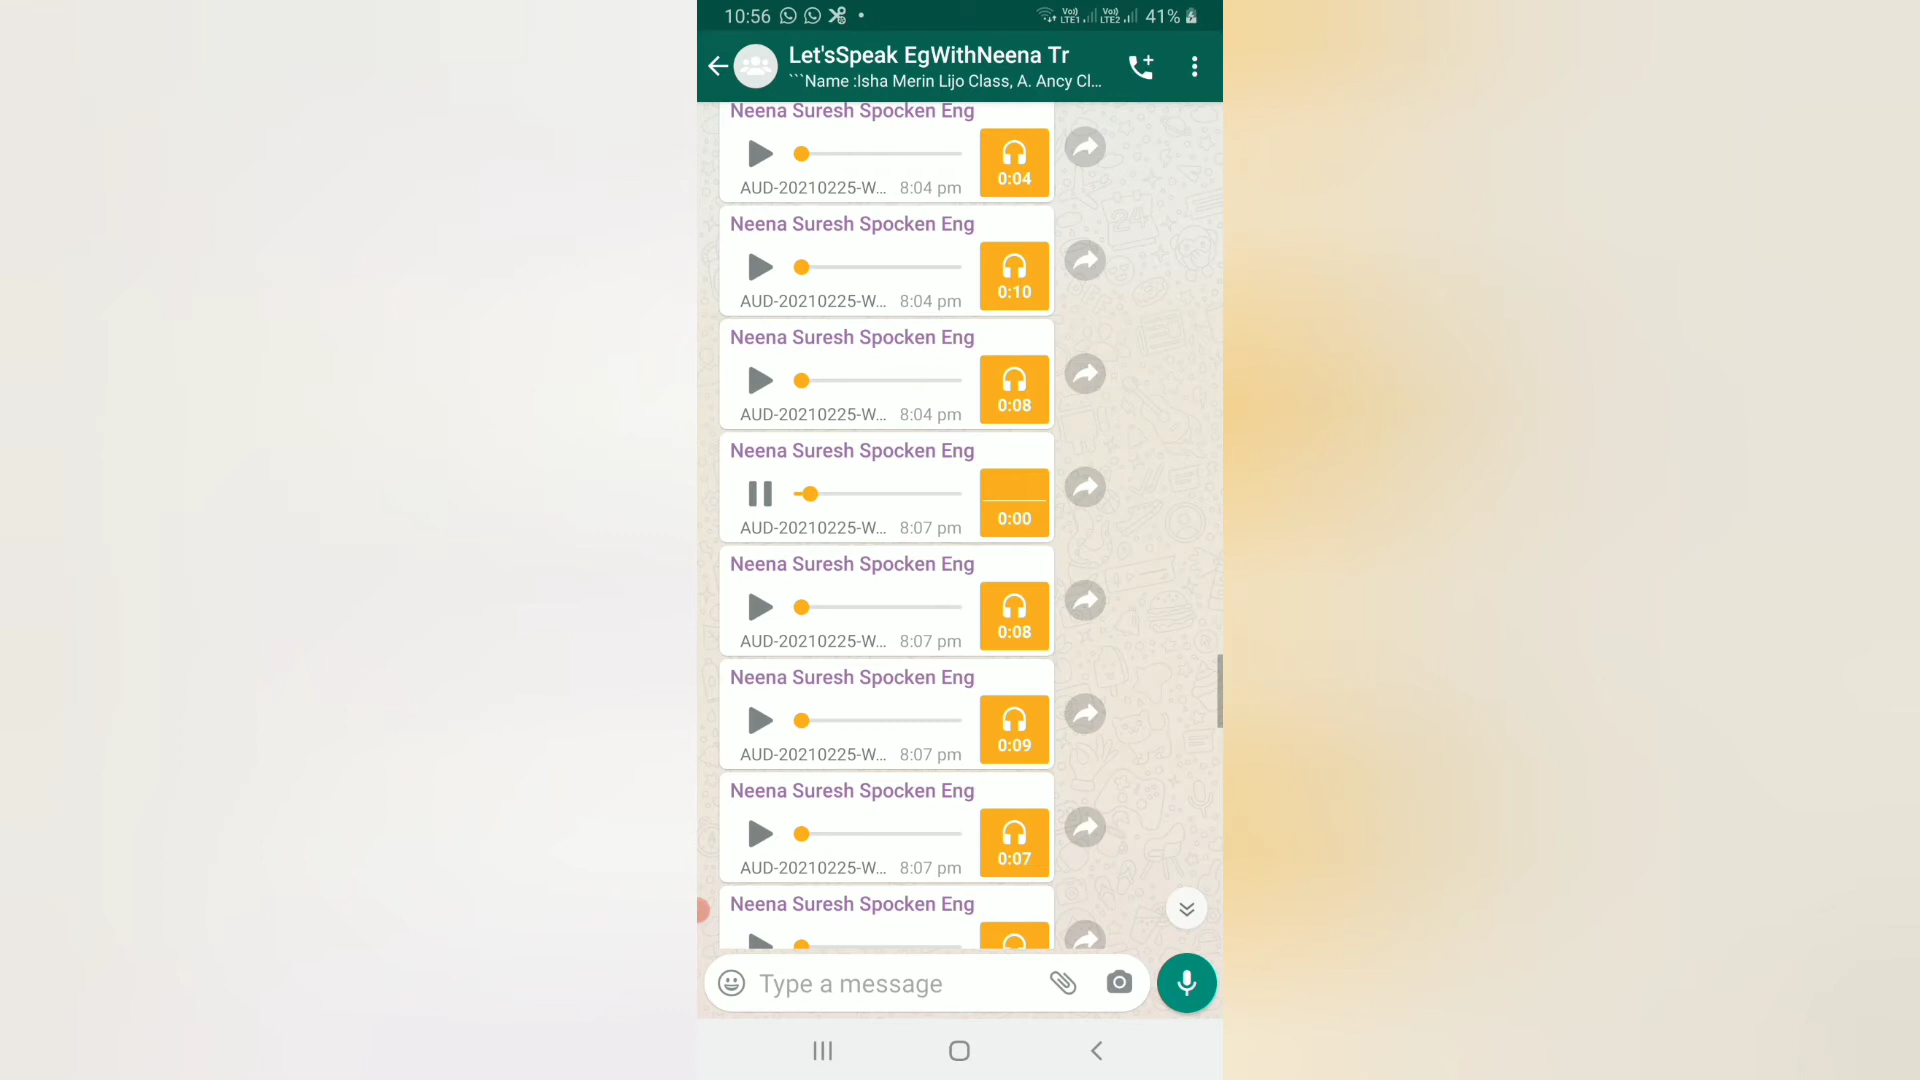 10:56
Vo) LTE1
Vo) LTE2
41%
Let'sSpeak EgWithNeena Tr
```Name :Isha Merin Lijo Class, A. Ancy Cl...
Neena Suresh Spocken Eng
0:04
AUD-20210225-W... 8:04 pm
Neena Suresh Spocken Eng
0:10
AUD-20210225-W... 8:04 pm
Neena Suresh Spocken Eng
0:08
AUD-20210225-W... 8:04 pm
Neena Suresh Spocken Eng
0:00
AUD-20210225-W... 8:07 pm
Neena Suresh Spocken Eng
0:08
AUD-20210225-W... 8:07 pm
Neena Suresh Spocken Eng
0:09
AUD-20210225-W... 8:07 pm
Neena Suresh Spocken Eng
0:07
AUD-20210225-W... 8:07 pm
Neena Suresh Spocken Eng
Type a message